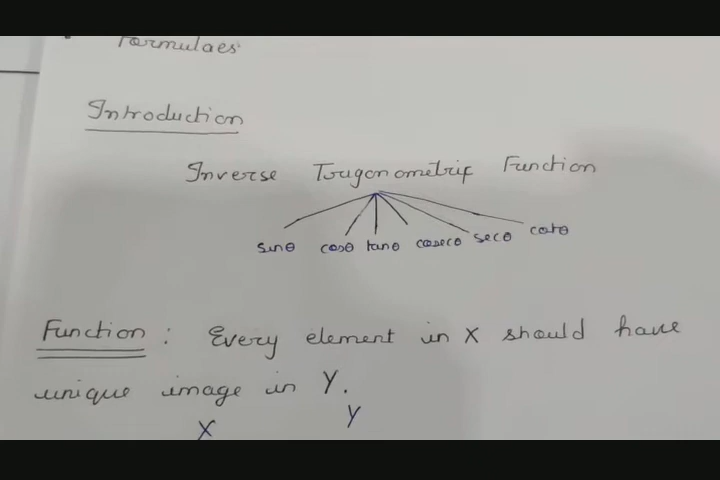 Formulaes
Introduction
Inverse Trigonometric Function
sinθ cosθ tanθ cosecθ secθ cotθ
Function : Every element in X should have
unique image in Y.
X Y